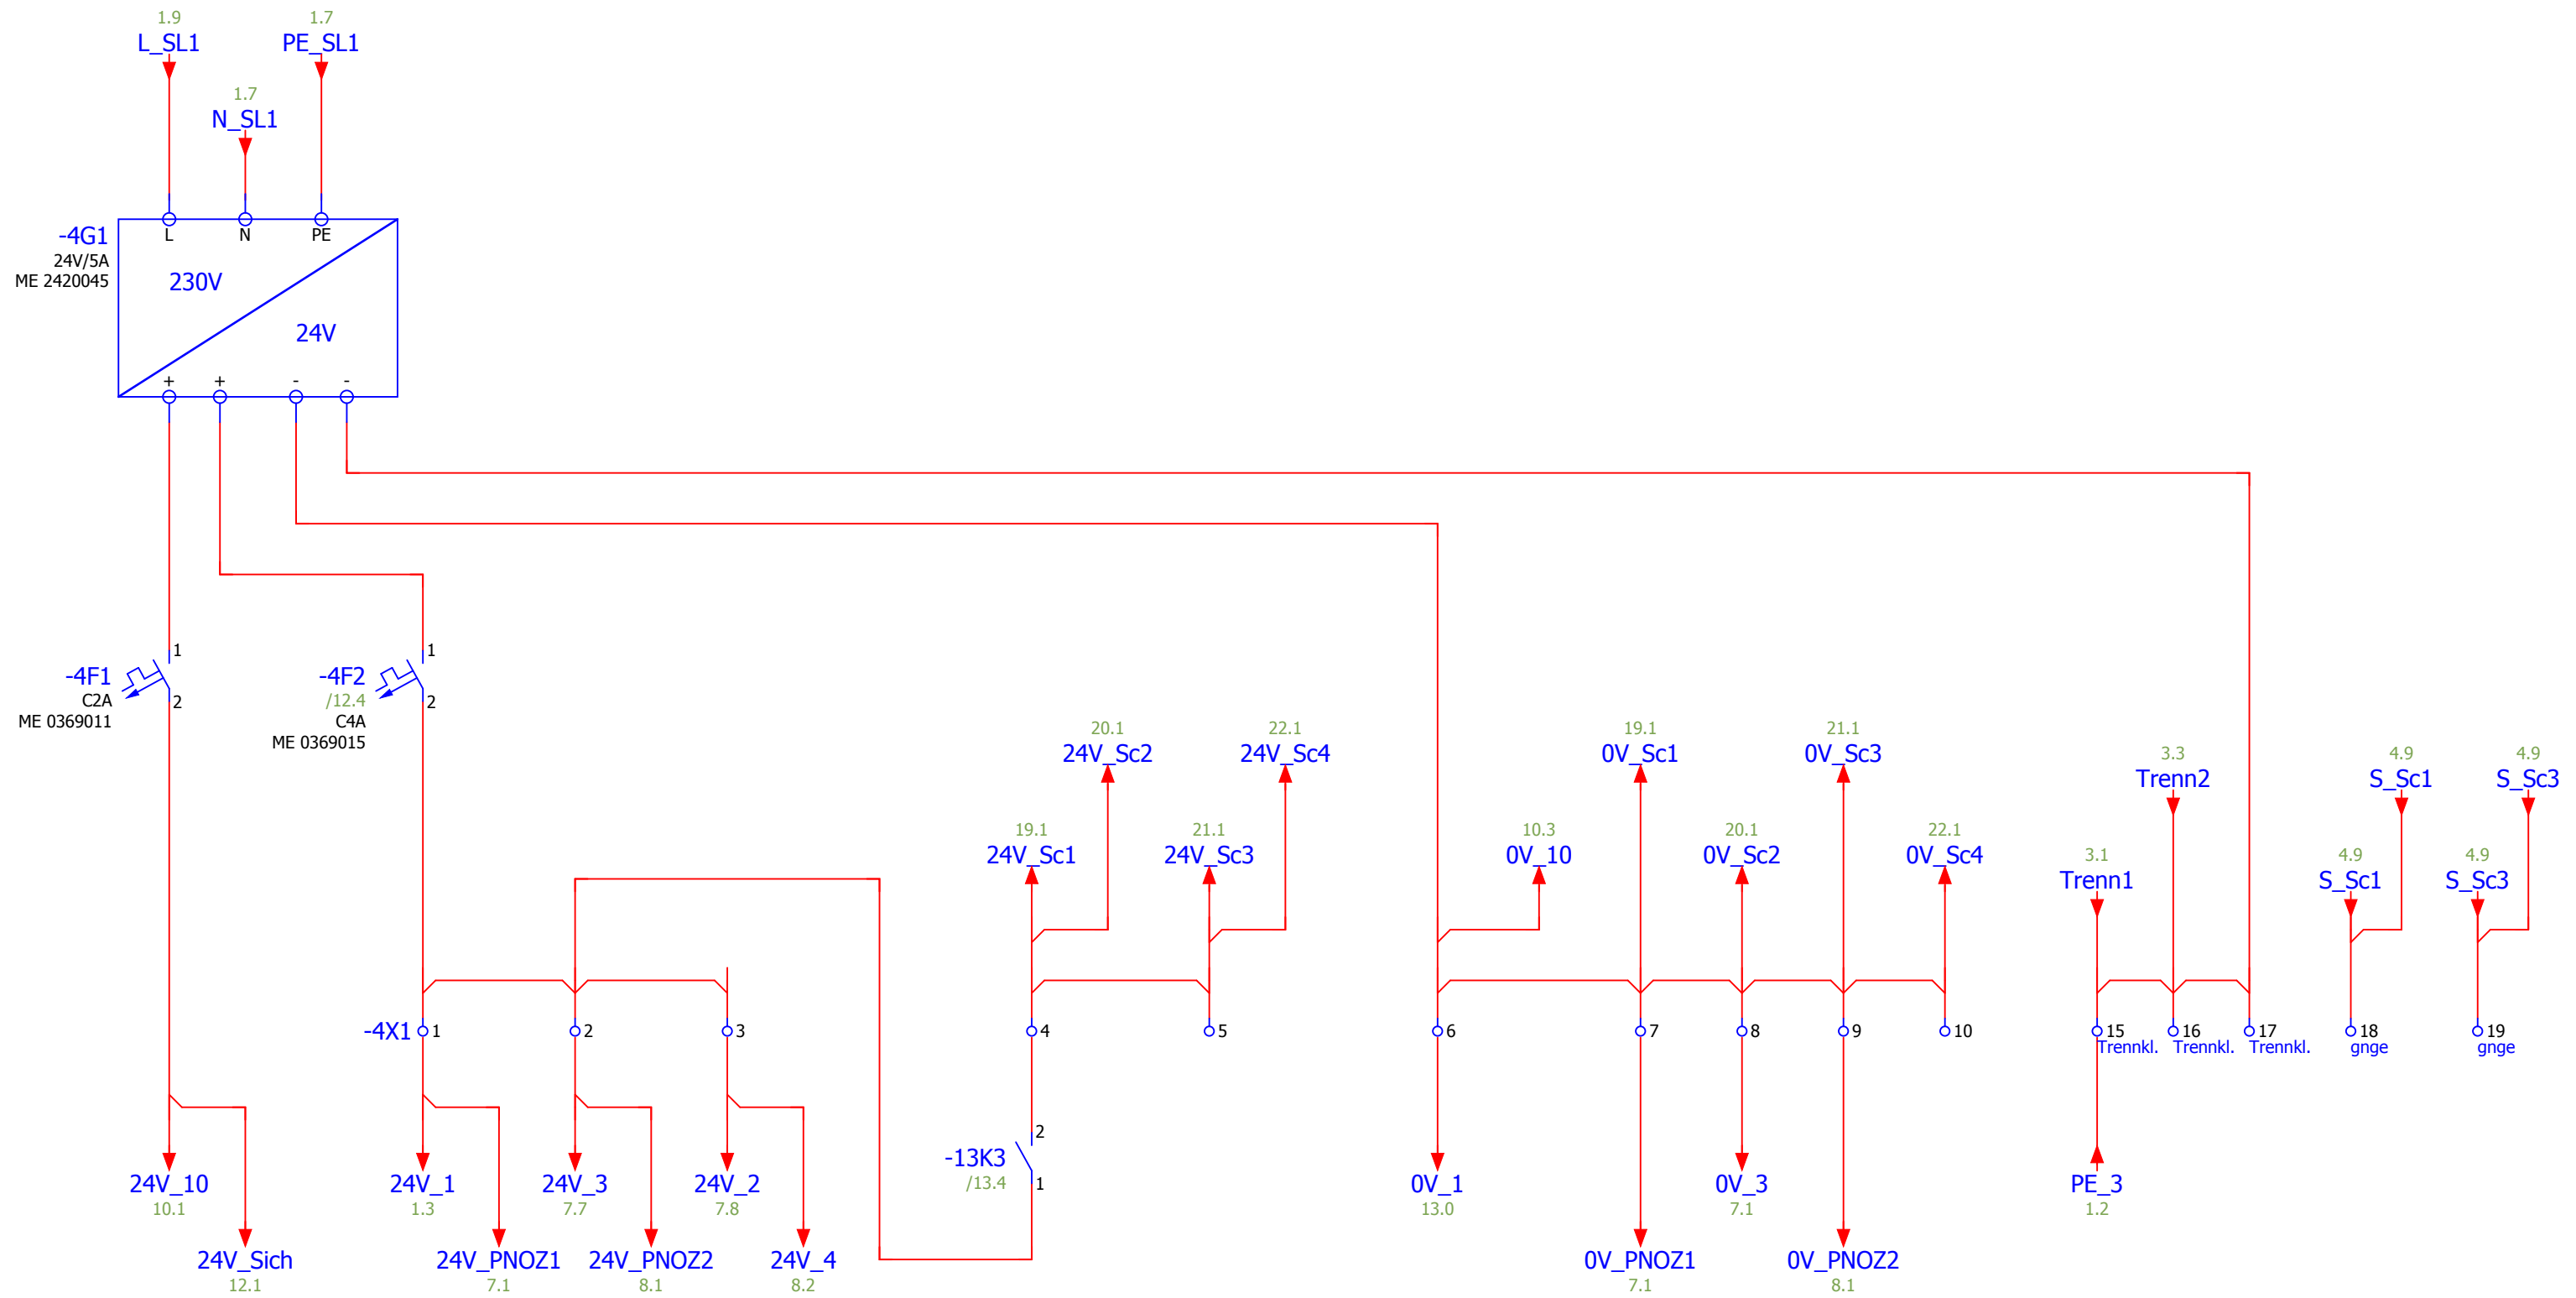 1.9
L_SL1
1.7
PE_SL1
1.7
N_SL1
-4G1
24V/5A
ME 2420045
L
N
PE
230V
24V
+
+
-
-
-4F1
C2A
ME 0369011
1
2
-4F2
/12.4
C4A
ME 0369015
1
2
20.1
24V_Sc2
22.1
24V_Sc4
19.1
24V_Sc1
21.1
24V_Sc3
19.1
0V_Sc1
21.1
0V_Sc3
10.3
0V_10
20.1
0V_Sc2
22.1
0V_Sc4
3.3
Trenn2
3.1
Trenn1
4.9
S_Sc1
4.9
S_Sc3
4.9
S_Sc1
4.9
S_Sc3
-4X1
1
2
3
4
5
6
7
8
9
10
15
Trennkl.
16
Trennkl.
17
Trennkl.
18
gnge
19
gnge
-13K3
/13.4
2
1
24V_10
10.1
24V_Sich
12.1
24V_1
1.3
24V_PNOZ1
7.1
24V_3
7.7
24V_PNOZ2
8.1
24V_2
7.8
24V_4
8.2
0V_1
13.0
0V_PNOZ1
7.1
0V_3
7.1
0V_PNOZ2
8.1
PE_3
1.2